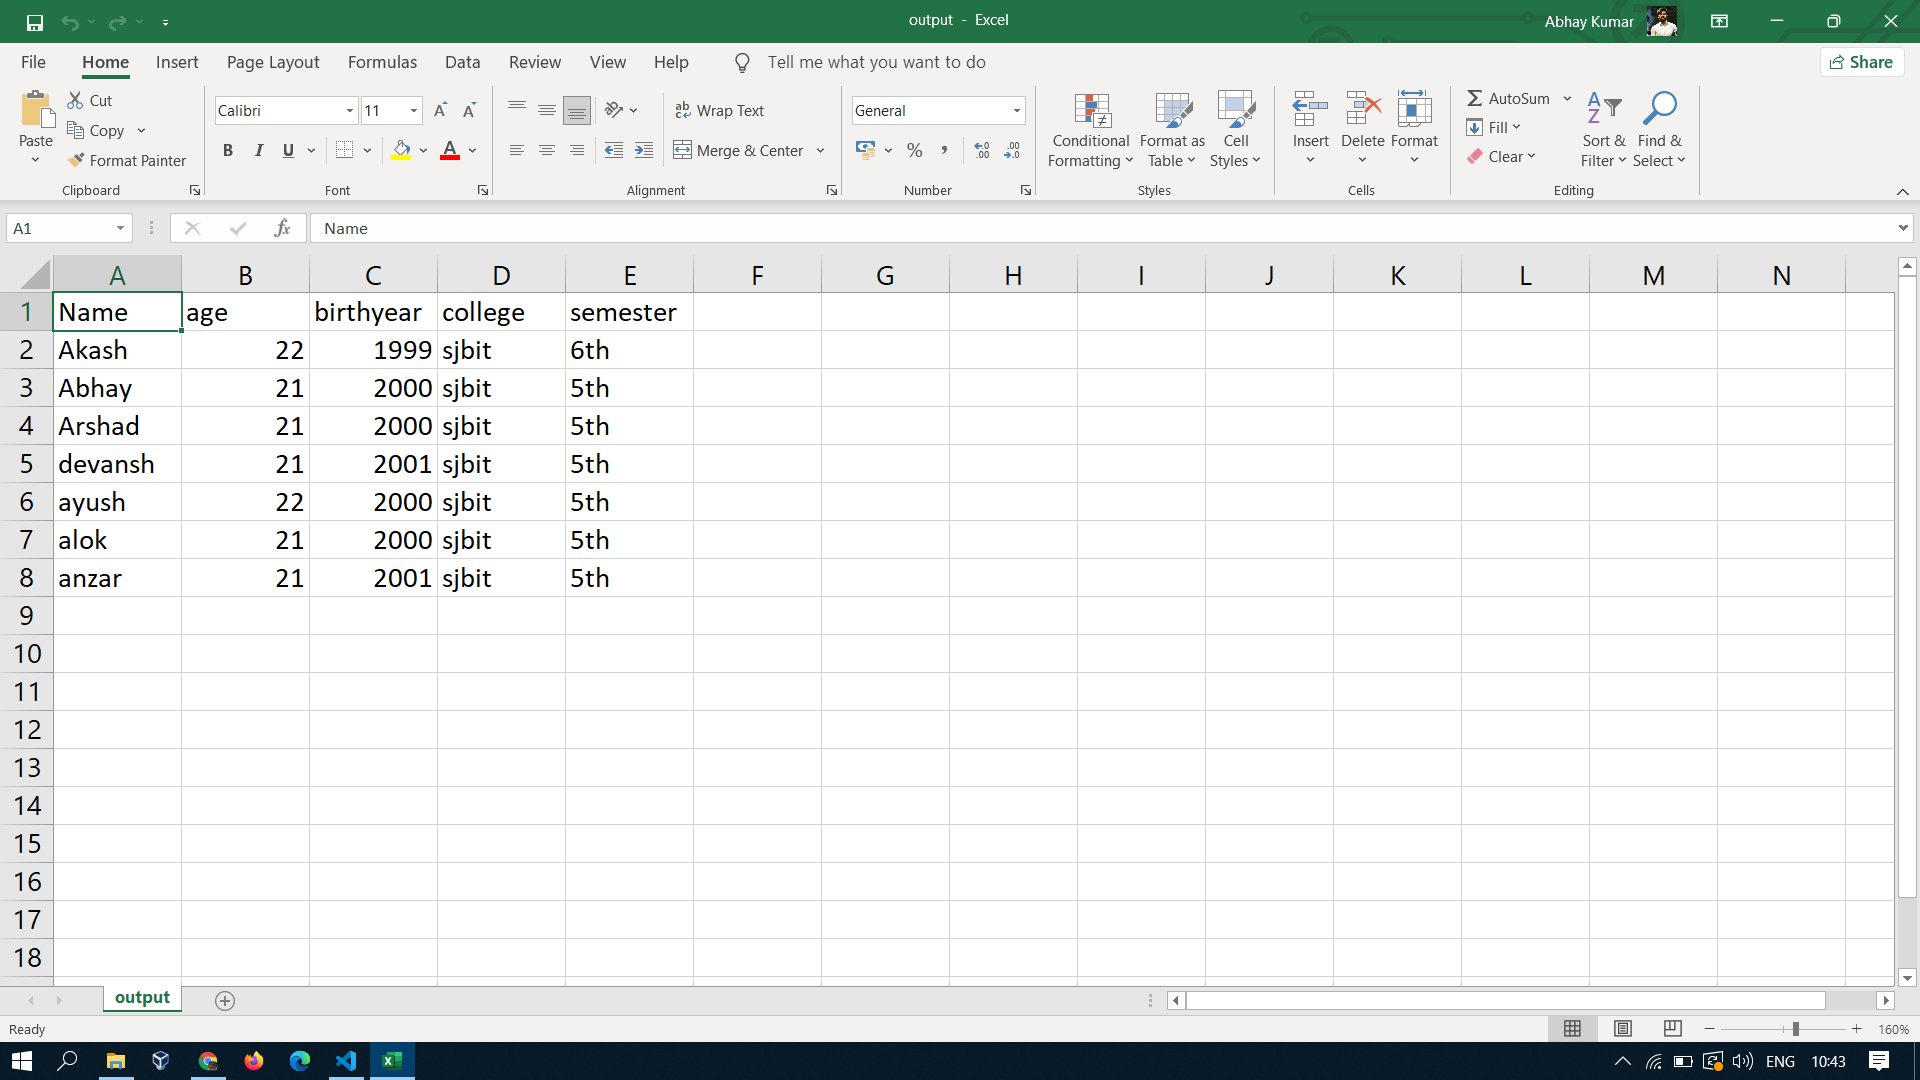 output - Excel
Abhay Kumar
File Home Insert Page Layout Formulas Data Review View Help Tell me what you want to do Share
Paste
Cut
Copy
Format Painter
Clipboard
Calibri 11
B I U
Font
Wrap Text
Merge & Center
Alignment
General
% ,
Number
Conditional Formatting
Format as Table
Cell Styles
Styles
Insert Delete Format
Cells
AutoSum
Fill
Clear
Sort & Filter
Find & Select
Editing
A1 fx Name
A B C D E F G H I J K L M N
1 Name age birthyear college semester
2 Akash 22 1999 sjbit 6th
3 Abhay 21 2000 sjbit 5th
4 Arshad 21 2000 sjbit 5th
5 devansh 21 2001 sjbit 5th
6 ayush 22 2000 sjbit 5th
7 alok 21 2000 sjbit 5th
8 anzar 21 2001 sjbit 5th
9
10
11
12
13
14
15
16
17
18
output
Ready 160%
ENG 10:43